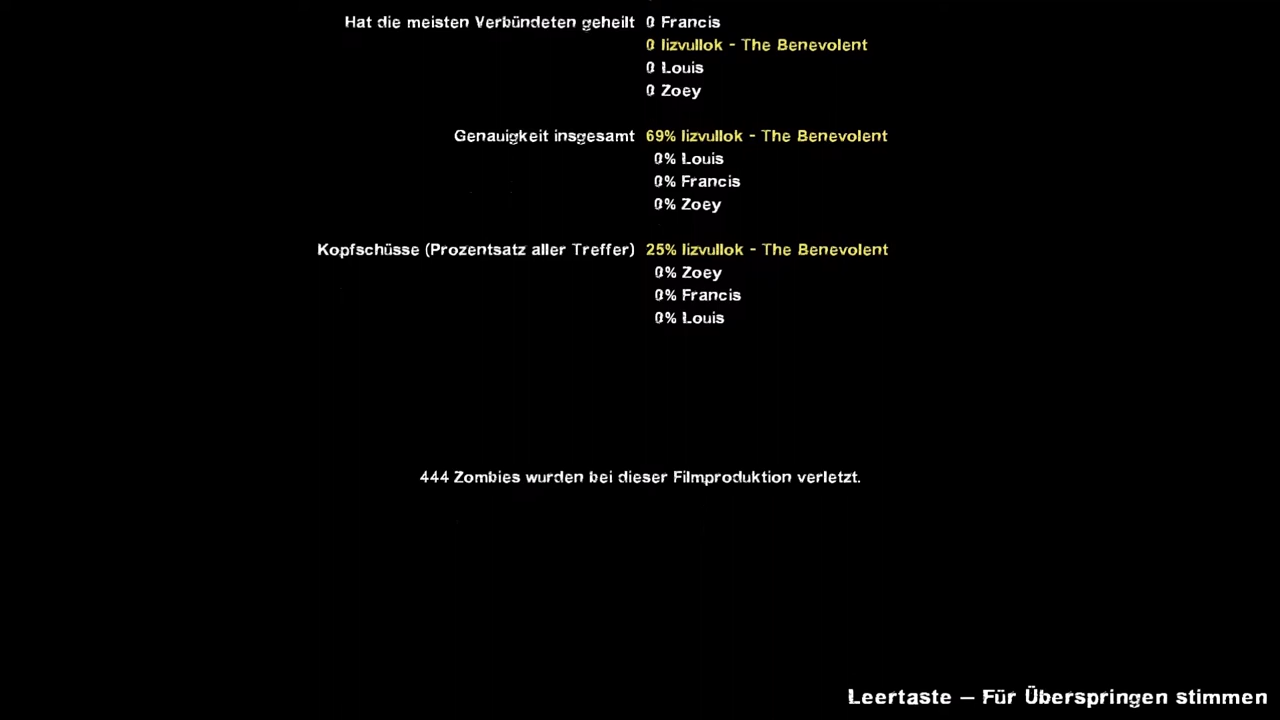 Hat die meisten Verbündeten geheilt 0 Francis
0 lizvullok - The Benevolent
0 Louis
0 Zoey
Genauigkeit insgesamt 69% lizvullok - The Benevolent
0% Louis
0% Francis
0% Zoey
Kopfschüsse (Prozentsatz aller Treffer) 25% lizvullok - The Benevolent
0% Zoey
0% Francis
0% Louis
444 Zombies wurden bei dieser Filmproduktion verletzt.
Leertaste – Für Überspringen stimmen